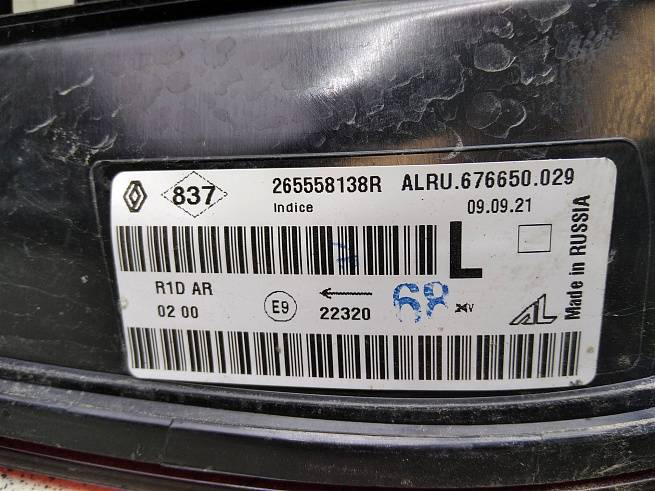 837 265558138R ALRU.676650.029
Indice 09.09.21
L
R1D AR
02 00 E9 22320 68
AL
Made in RUSSIA